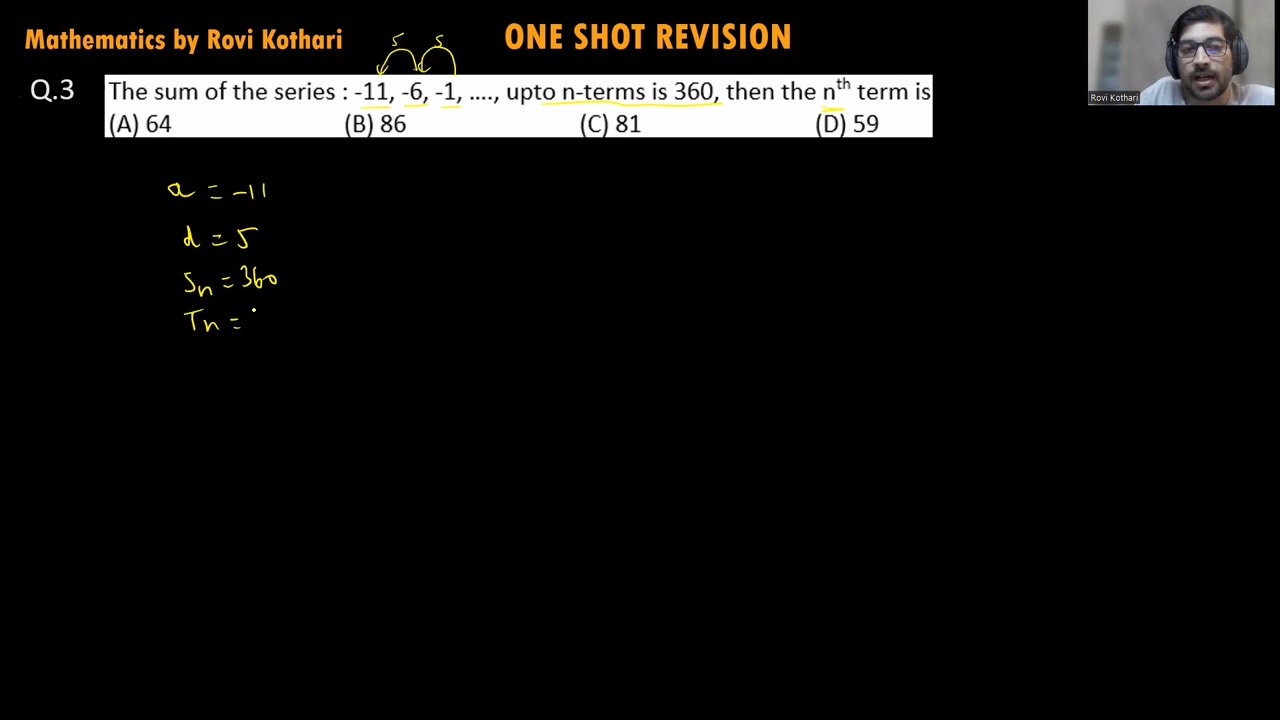 Mathematics by Rovi Kothari
ONE SHOT REVISION
5 5
Q.3 The sum of the series : -11, -6, -1, ...., upto n-terms is 360, then the nth term is
(A) 64 (B) 86 (C) 81 (D) 59
a = -11
d = 5
Sn = 360
Tn =
Rovi Kothari